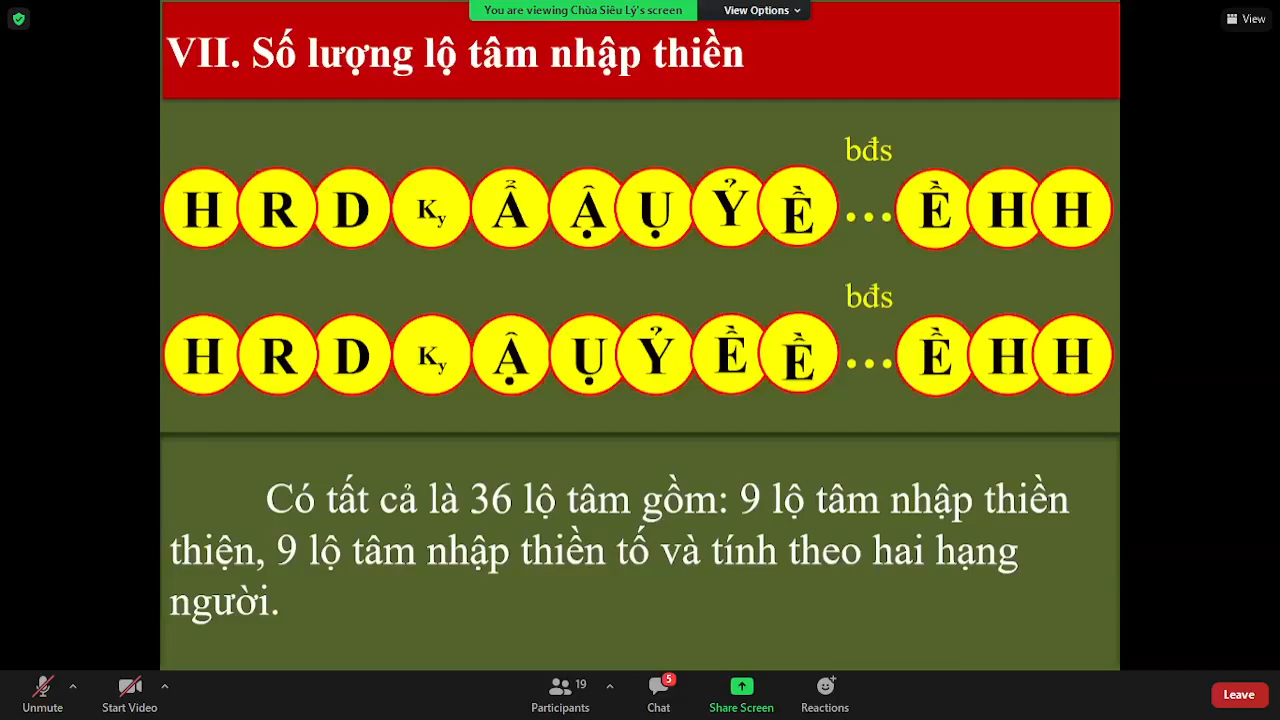 You are viewing Chùa Siêu Lý's screen
View Options
View
VII. Số lượng lộ tâm nhập thiền
bđs
H R D Ky Ẩ Ậ Ụ Ỷ Ề ... Ề H H
bđs
H R D Ky Ậ Ụ Ỷ Ề Ề ... Ề H H
Có tất cả là 36 lộ tâm gồm: 9 lộ tâm nhập thiền
thiện, 9 lộ tâm nhập thiền tố và tính theo hai hạng
người.
19
5
Unmute
Start Video
Participants
Chat
Share Screen
Reactions
Leave